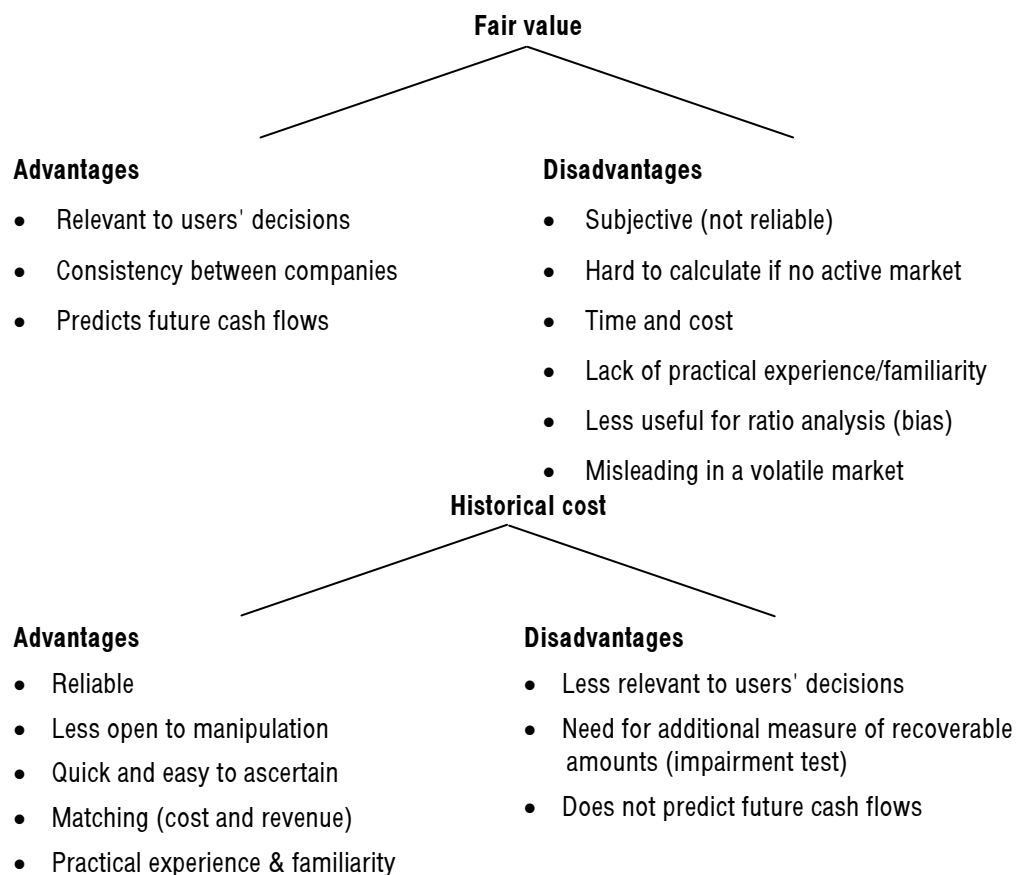 Fair value
Advantages
• Relevant to users' decisions
• Consistency between companies
• Predicts future cash flows
Disadvantages
• Subjective (not reliable)
• Hard to calculate if no active market
• Time and cost
• Lack of practical experience/familiarity
• Less useful for ratio analysis (bias)
• Misleading in a volatile market
Historical cost
Advantages
• Reliable
• Less open to manipulation
• Quick and easy to ascertain
• Matching (cost and revenue)
• Practical experience & familiarity
Disadvantages
• Less relevant to users' decisions
• Need for additional measure of recoverable
amounts (impairment test)
• Does not predict future cash flows